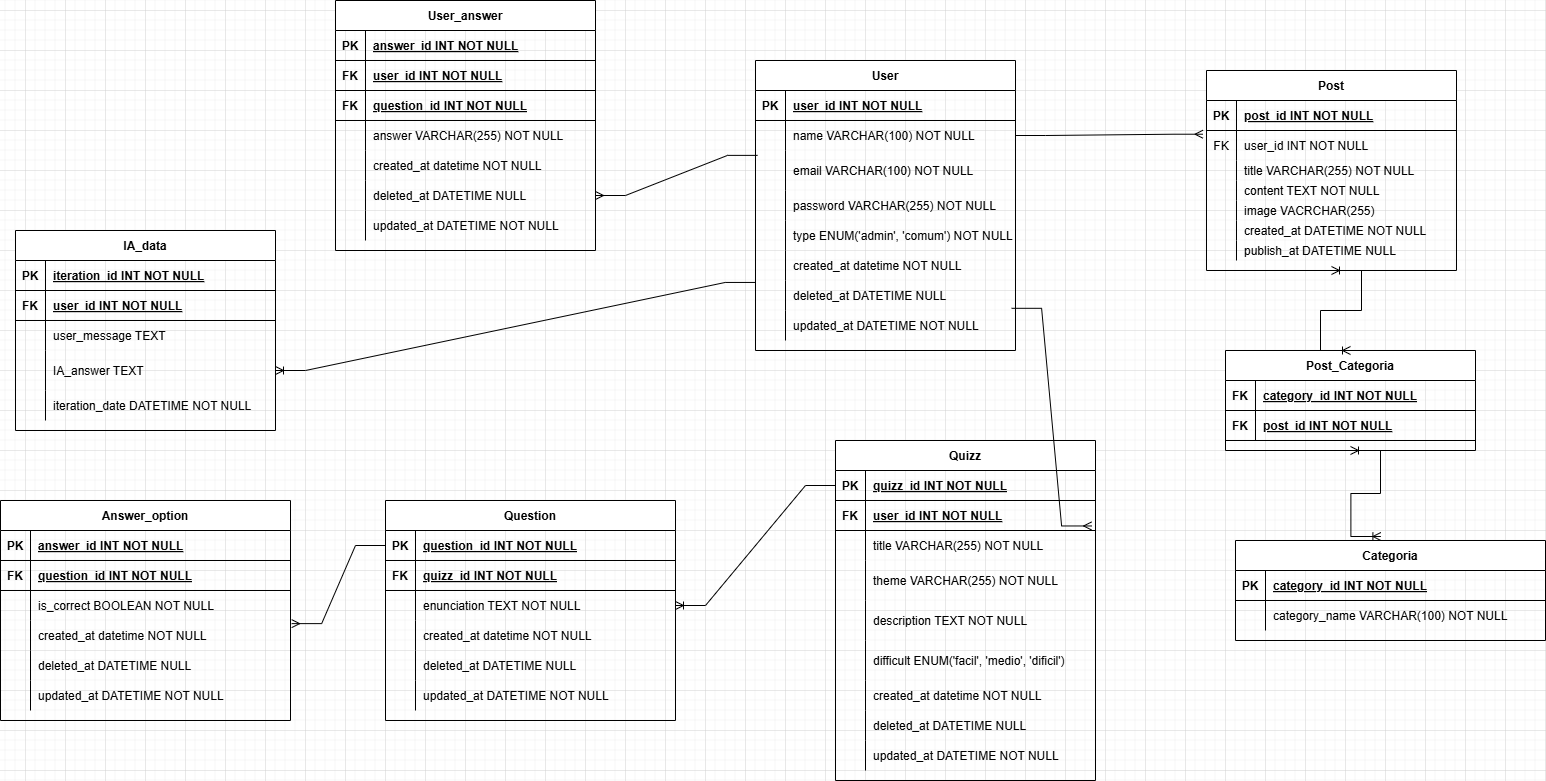 User_answer
PK answer_id INT NOT NULL
FK user_id INT NOT NULL
FK question_id INT NOT NULL
answer VARCHAR(255) NOT NULL
created_at datetime NOT NULL
deleted_at DATETIME NULL
updated_at DATETIME NOT NULL
User
PK user_id INT NOT NULL
name VARCHAR(100) NOT NULL
email VARCHAR(100) NOT NULL
password VARCHAR(255) NOT NULL
type ENUM('admin', 'comum') NOT NULL
created_at datetime NOT NULL
deleted_at DATETIME NULL
updated_at DATETIME NOT NULL
Post
PK post_id INT NOT NULL
FK user_id INT NOT NULL
title VARCHAR(255) NOT NULL
content TEXT NOT NULL
image VACRCHAR(255)
created_at DATETIME NOT NULL
publish_at DATETIME NULL
IA_data
PK iteration_id INT NOT NULL
FK user_id INT NOT NULL
user_message TEXT
IA_answer TEXT
iteration_date DATETIME NOT NULL
Post_Categoria
FK category_id INT NOT NULL
FK post_id INT NOT NULL
Answer_option
PK answer_id INT NOT NULL
FK question_id INT NOT NULL
is_correct BOOLEAN NOT NULL
created_at datetime NOT NULL
deleted_at DATETIME NULL
updated_at DATETIME NOT NULL
Question
PK question_id INT NOT NULL
FK quizz_id INT NOT NULL
enunciation TEXT NOT NULL
created_at datetime NOT NULL
deleted_at DATETIME NULL
updated_at DATETIME NOT NULL
Quizz
PK quizz_id INT NOT NULL
FK user_id INT NOT NULL
title VARCHAR(255) NOT NULL
theme VARCHAR(255) NOT NULL
description TEXT NOT NULL
difficult ENUM('facil', 'medio', 'dificil')
created_at datetime NOT NULL
deleted_at DATETIME NULL
updated_at DATETIME NOT NULL
Categoria
PK category_id INT NOT NULL
category_name VARCHAR(100) NOT NULL